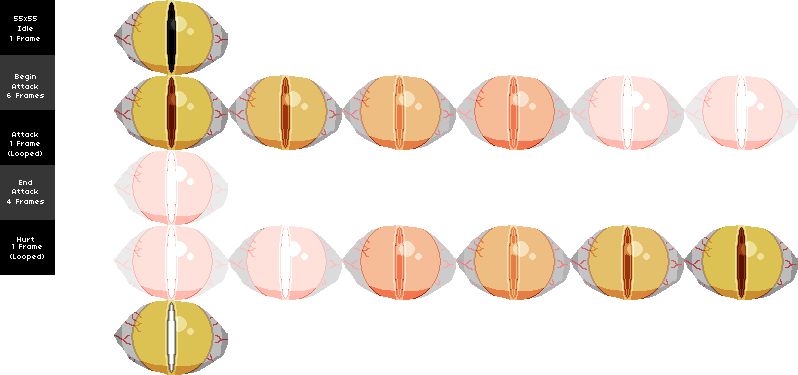 55x55
Idle
1 Frame
Begin
Attack
6 Frames
Attack
1 Frame
(Looped)
End
Attack
4 Frames
Hurt
1 Frame
(Looped)